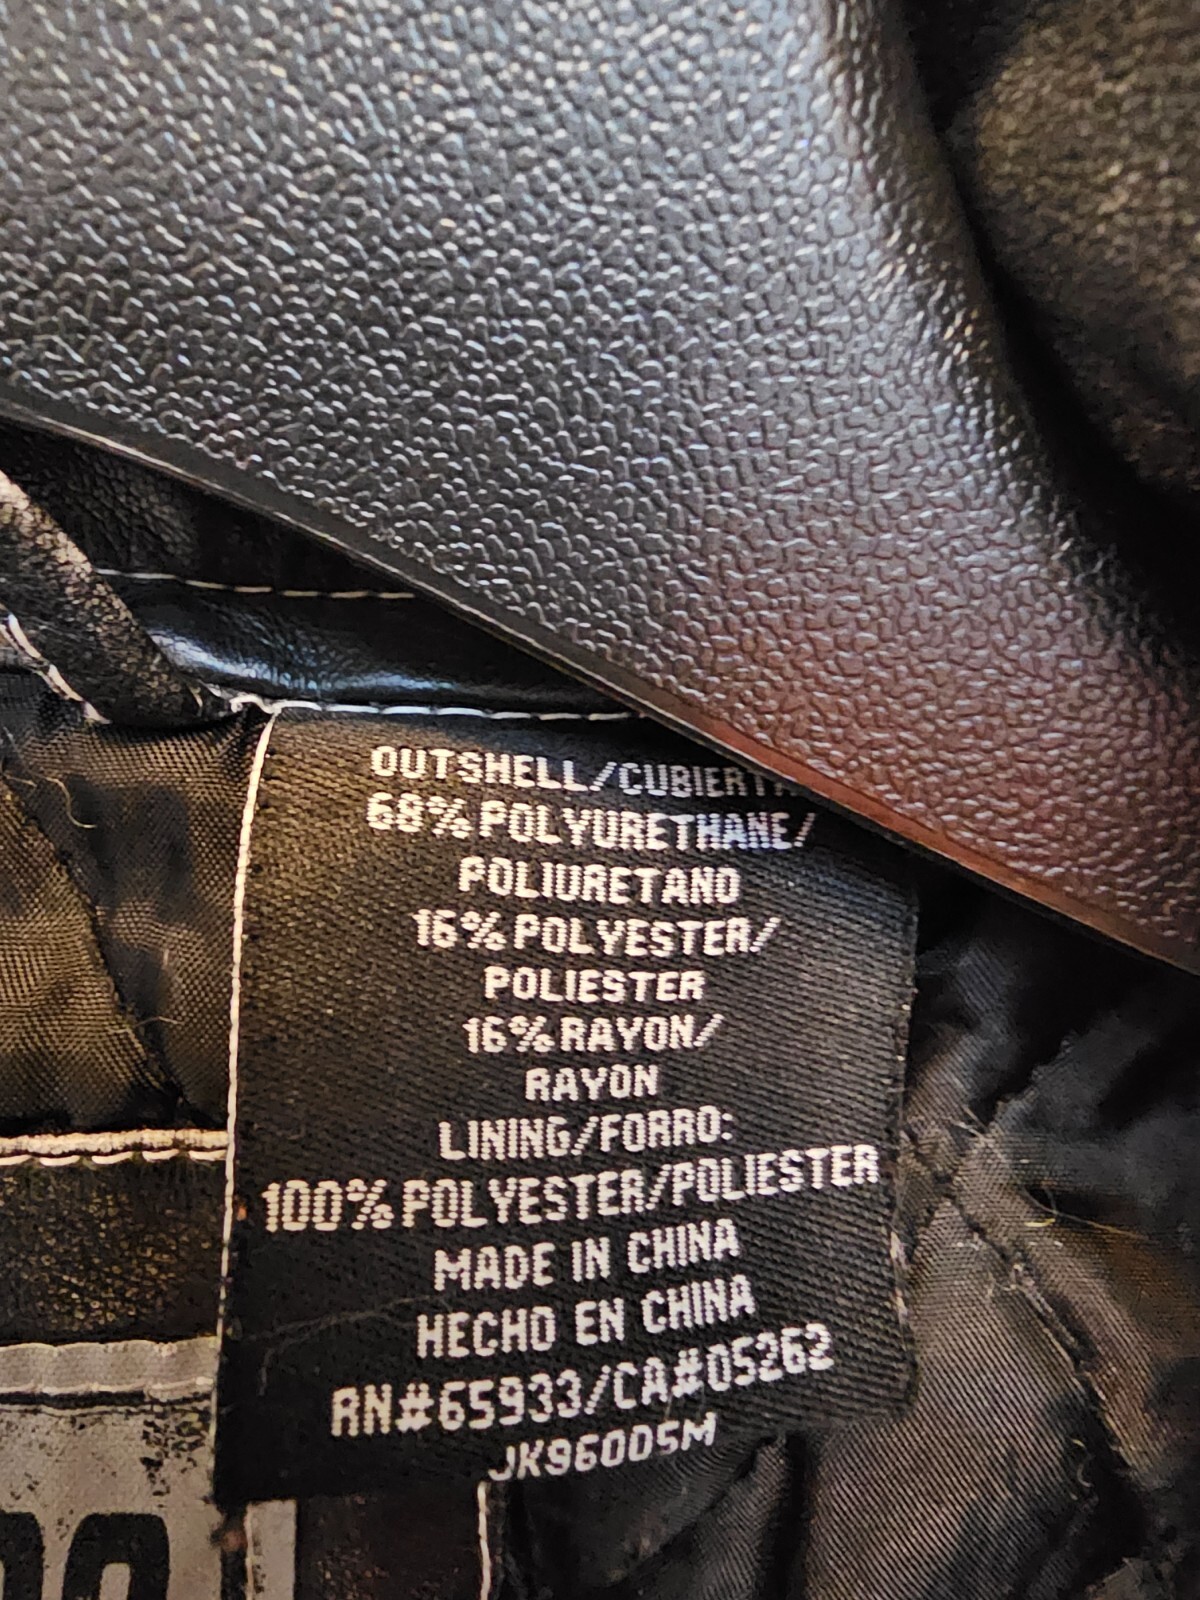 OUTSHELL/CUBIERTA
68% POLYURETHANE/
POLIURETANO
16% POLYESTER/
POLIESTER
16% RAYON/
RAYON
LINING/FORRO:
100% POLYESTER/POLIESTER
MADE IN CHINA
HECHO EN CHINA
RN#65933/CA#05262
JK960D5M